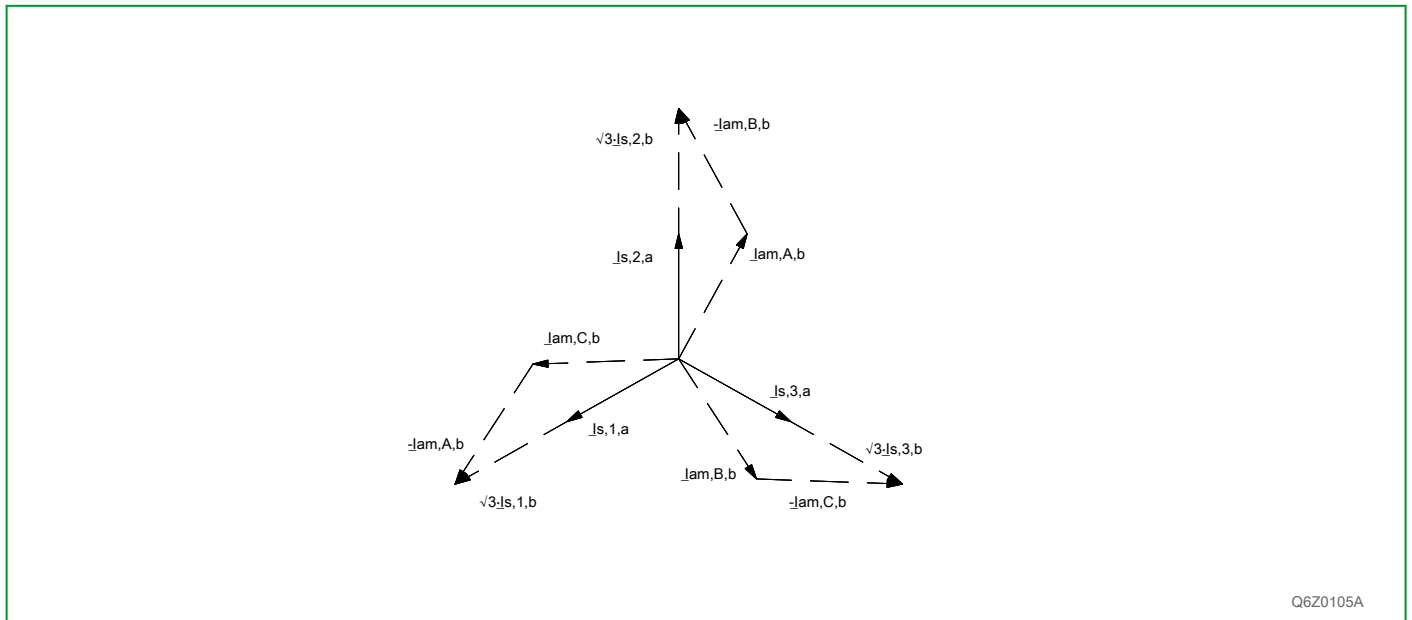 -Iam,B,b
√3·Is,2,b
Iam,A,b
Is,2,a
Iam,C,b
Is,3,a
Is,1,a
-Iam,A,b
√3·Is,3,b
Iam,B,b
√3·Is,1,b
-Iam,C,b
Q6Z0105A